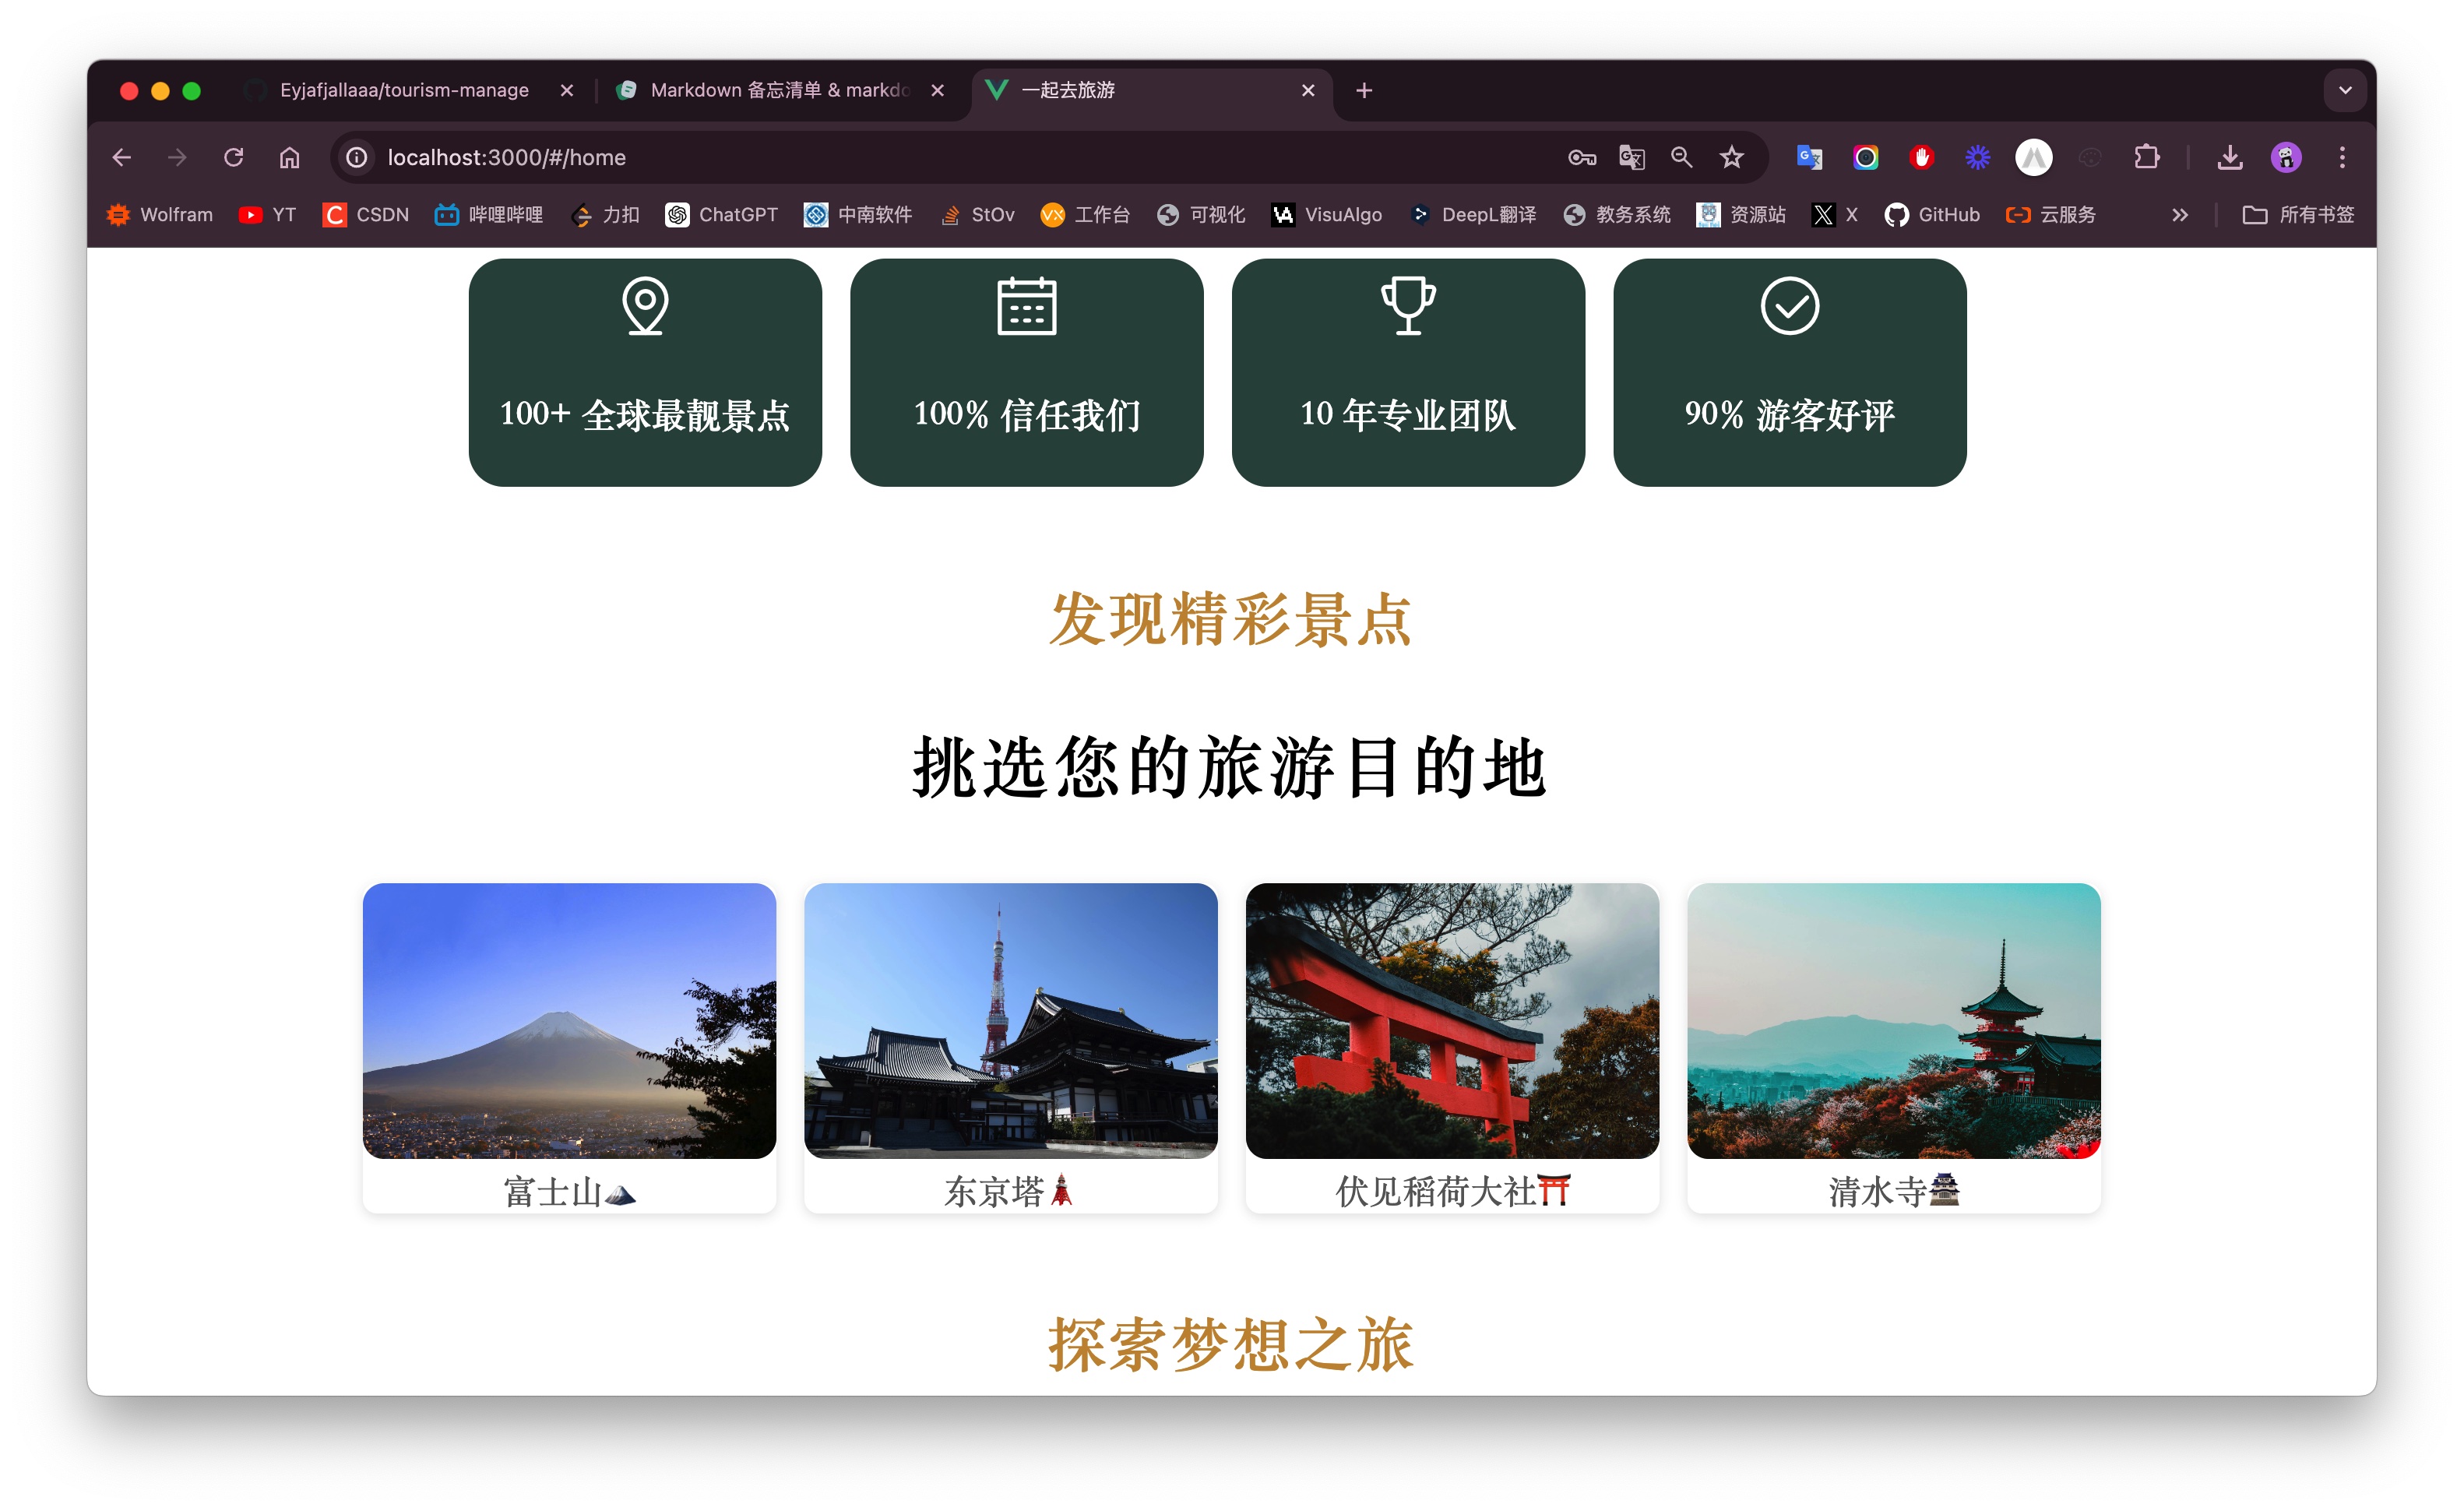 Eyjafjallaaa/tourism-manage
Markdown 备忘清单 & markdo
一起去旅游
localhost:3000/#/home
Wolfram YT CSDN 哔哩哔哩 力扣 ChatGPT 中南软件 StOv 工作台 可视化 VisuAlgo DeepL翻译 教务系统 资源站 X GitHub 云服务 所有书签
100+ 全球最靓景点
100% 信任我们
10 年专业团队
90% 游客好评
发现精彩景点
挑选您的旅游目的地
富士山🗻
东京塔🗼
伏见稻荷大社⛩️
清水寺🏯
探索梦想之旅